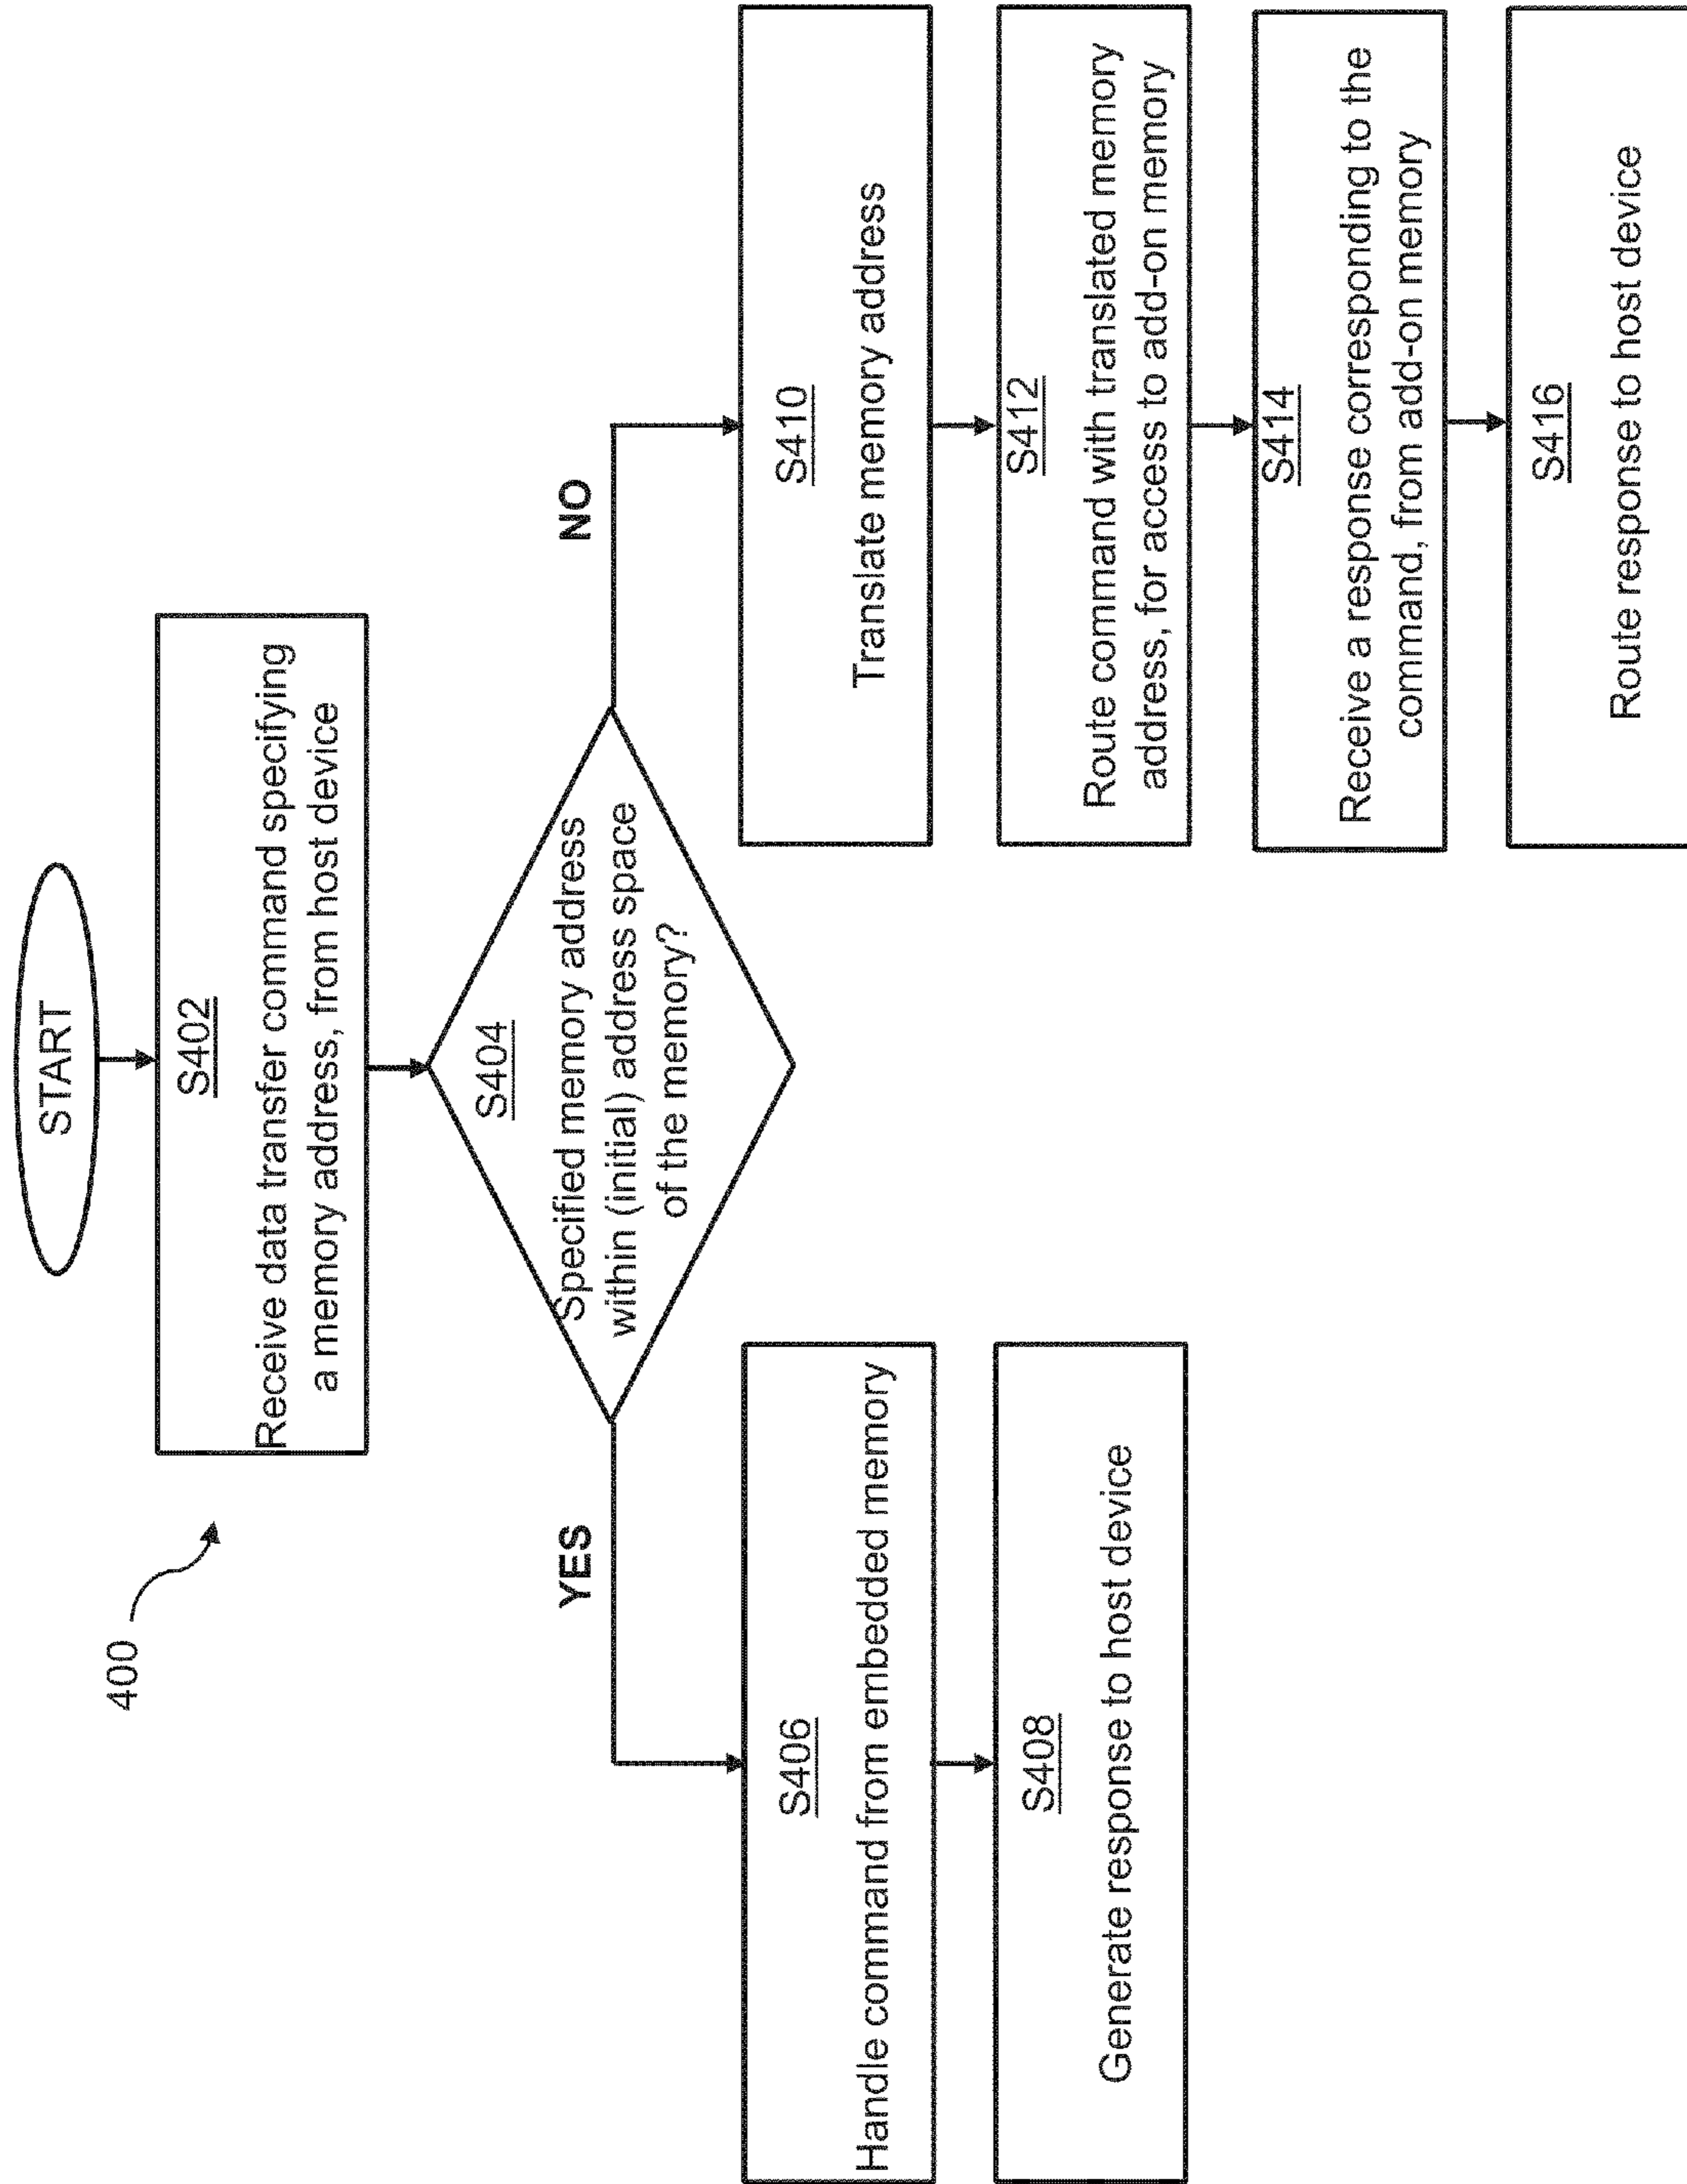 400
START
S402
Receive data transfer command specifying
a memory address, from host device
S404
Specified memory address
within (initial) address space
of the memory?
YES
S406
Handle command from embedded memory
S408
Generate response to host device
NO
S410
Translate memory address
S412
Route command with translated memory
address, for access to add-on memory
S414
Receive a response corresponding to the
command, from add-on memory
S416
Route response to host device